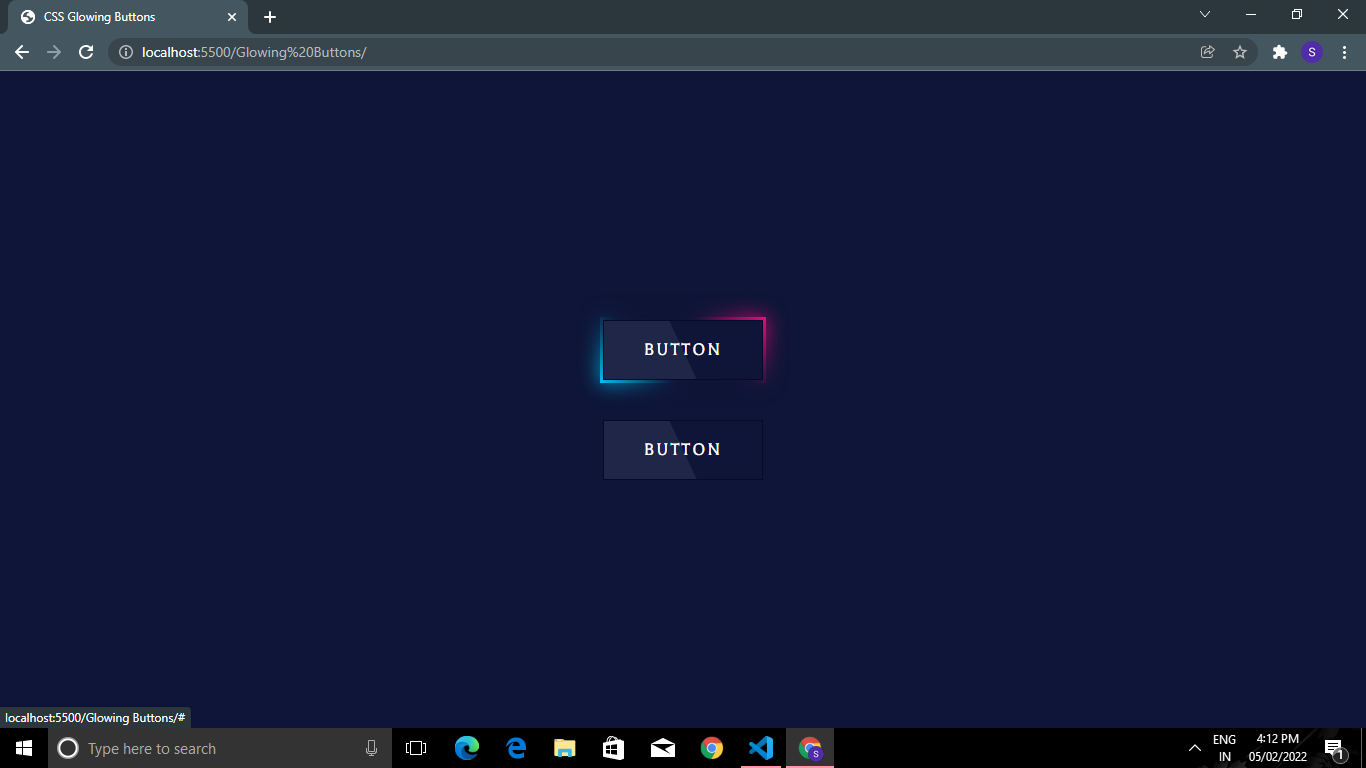 CSS Glowing Buttons
localhost:5500/Glowing%20Buttons/
S
BUTTON
BUTTON
localhost:5500/Glowing Buttons/#
Type here to search
S
ENG
IN
4:12 PM
05/02/2022
1